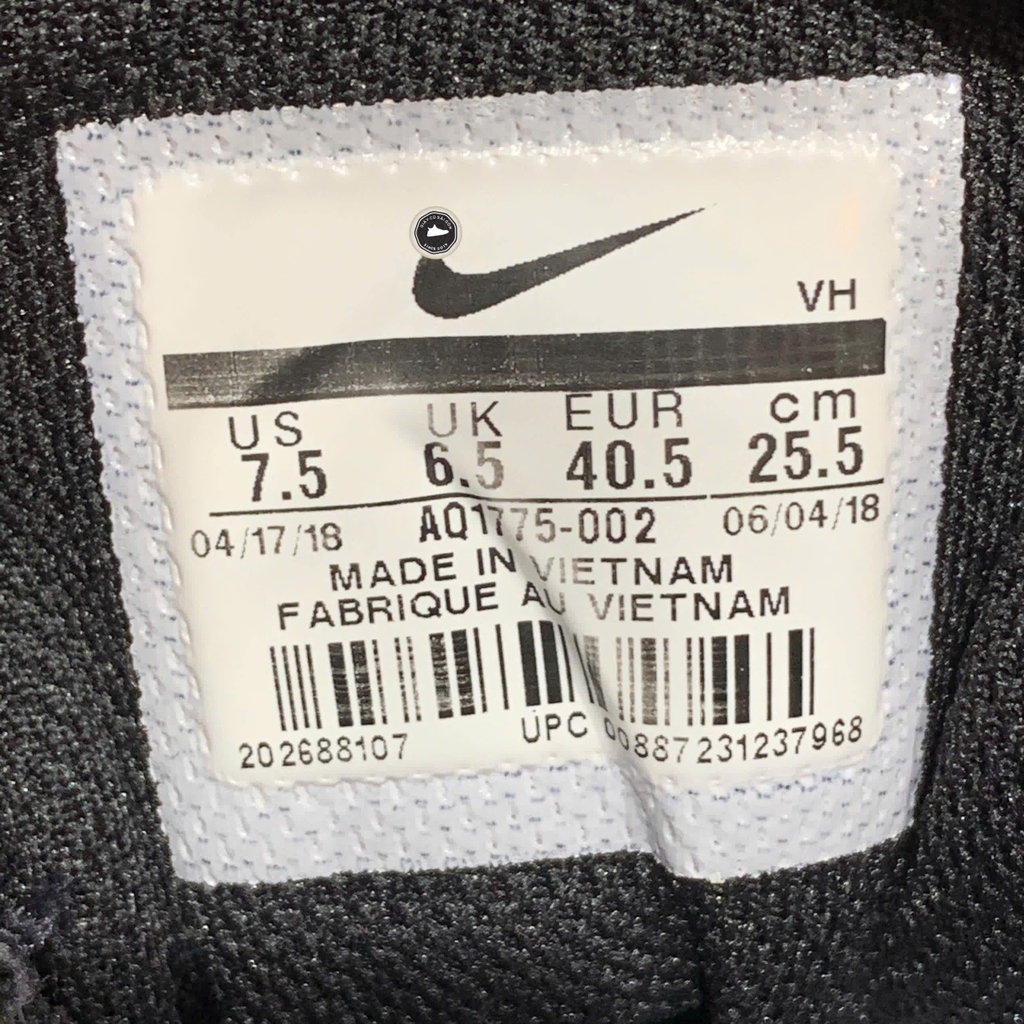 VH
US UK EUR cm
7.5 6.5 40.5 25.5
04/17/18 AQ1775-002 06/04/18
MADE IN VIETNAM
FABRIQUE AU VIETNAM
202688107 UPC 00887231237968